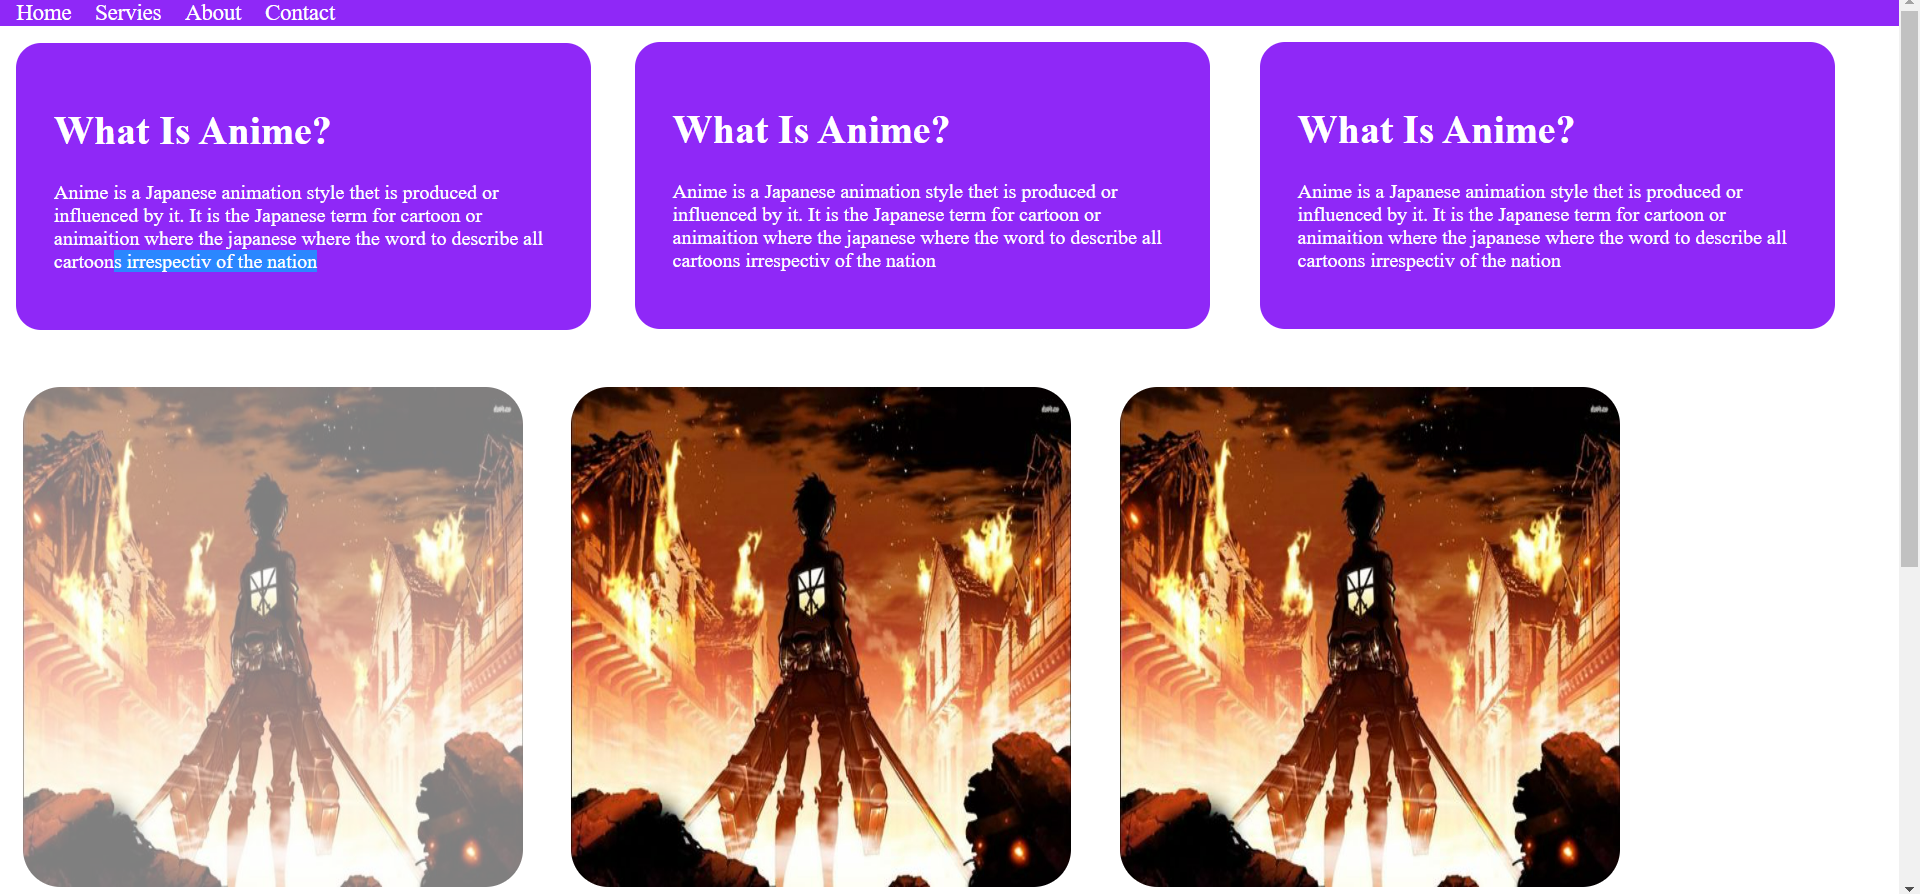 Home Servies About Contact
What Is Anime?
Anime is a Japanese animation style thet is produced or
influenced by it. It is the Japanese term for cartoon or
animaition where the japanese where the word to describe all
cartoons irrespectiv of the nation
What Is Anime?
Anime is a Japanese animation style thet is produced or
influenced by it. It is the Japanese term for cartoon or
animaition where the japanese where the word to describe all
cartoons irrespectiv of the nation
What Is Anime?
Anime is a Japanese animation style thet is produced or
influenced by it. It is the Japanese term for cartoon or
animaition where the japanese where the word to describe all
cartoons irrespectiv of the nation